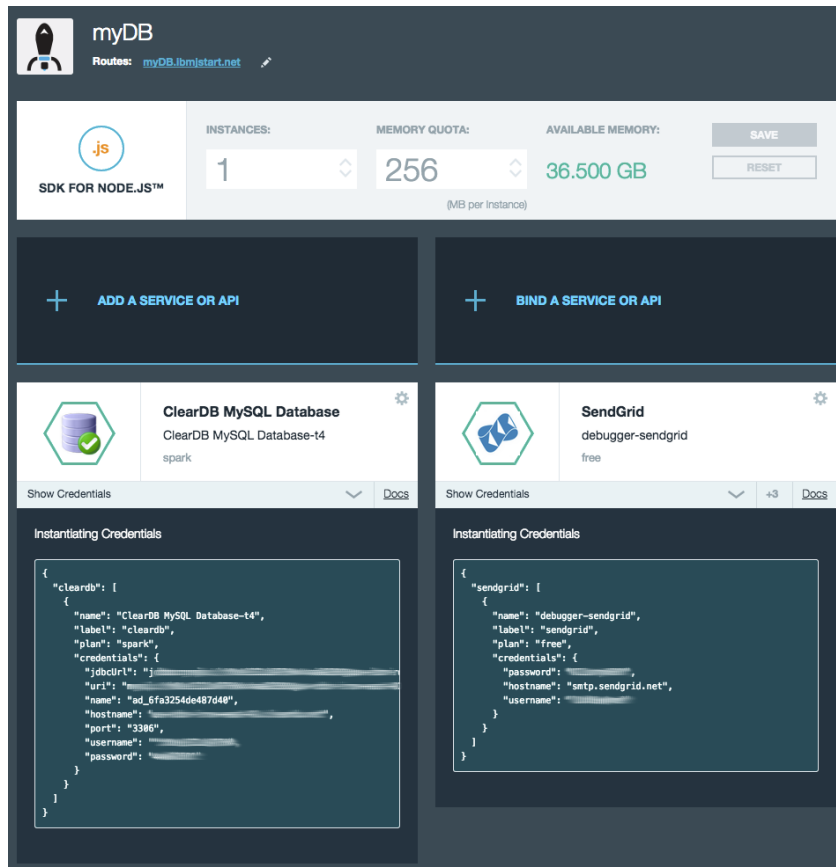 myDB
Routes: myDB.ibmjstart.net
.js
SDK FOR NODE.JS™
INSTANCES:
1
MEMORY QUOTA:
256
(MB per instance)
AVAILABLE MEMORY:
36.500 GB
SAVE
RESET
ADD A SERVICE OR API
BIND A SERVICE OR API
ClearDB MySQL Database
ClearDB MySQL Database-t4
spark
Show Credentials
Docs
Instantiating Credentials
{
"cleardb": [
{
"name": "ClearDB MySQL Database-t4",
"label": "cleardb",
"plan": "spark",
"credentials": {
"jdbcUrl": "j
"uri": "m
"name": "ad_6fa3254de487d40",
"hostname": "
",
"port": "3306",
"username": "
"password": "
}
}
]
}
SendGrid
debugger-sendgrid
free
Show Credentials
+3
Docs
Instantiating Credentials
{
"sendgrid": [
{
"name": "debugger-sendgrid",
"label": "sendgrid",
"plan": "free",
"credentials": {
"password":
"hostname": "smtp.sendgrid.net",
"username":
}
}
]
}